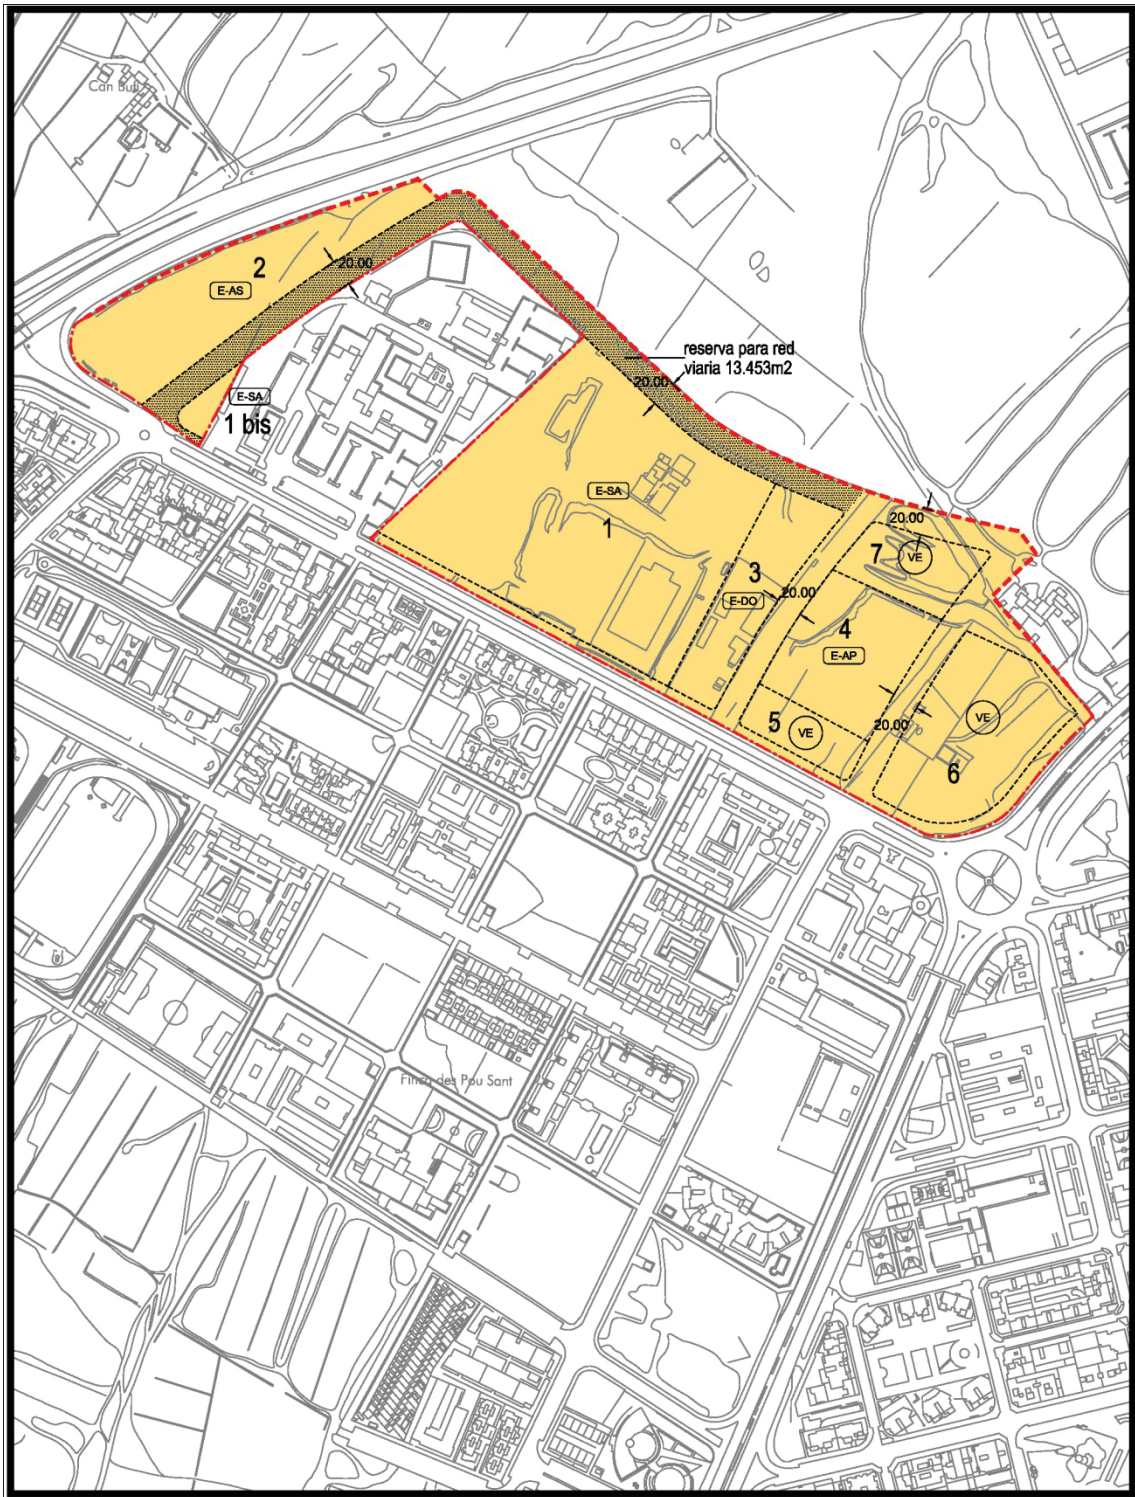 Can Buti
2
E-AS
20.00
E-SA
1 bis
reserva para red
viaria 13.453m2
20.00
E-SA
1
3
E-DO
20.00
20.00
7
VE
4
E-AP
5
VE
20.00
VE
6
Finca des Pou Sant